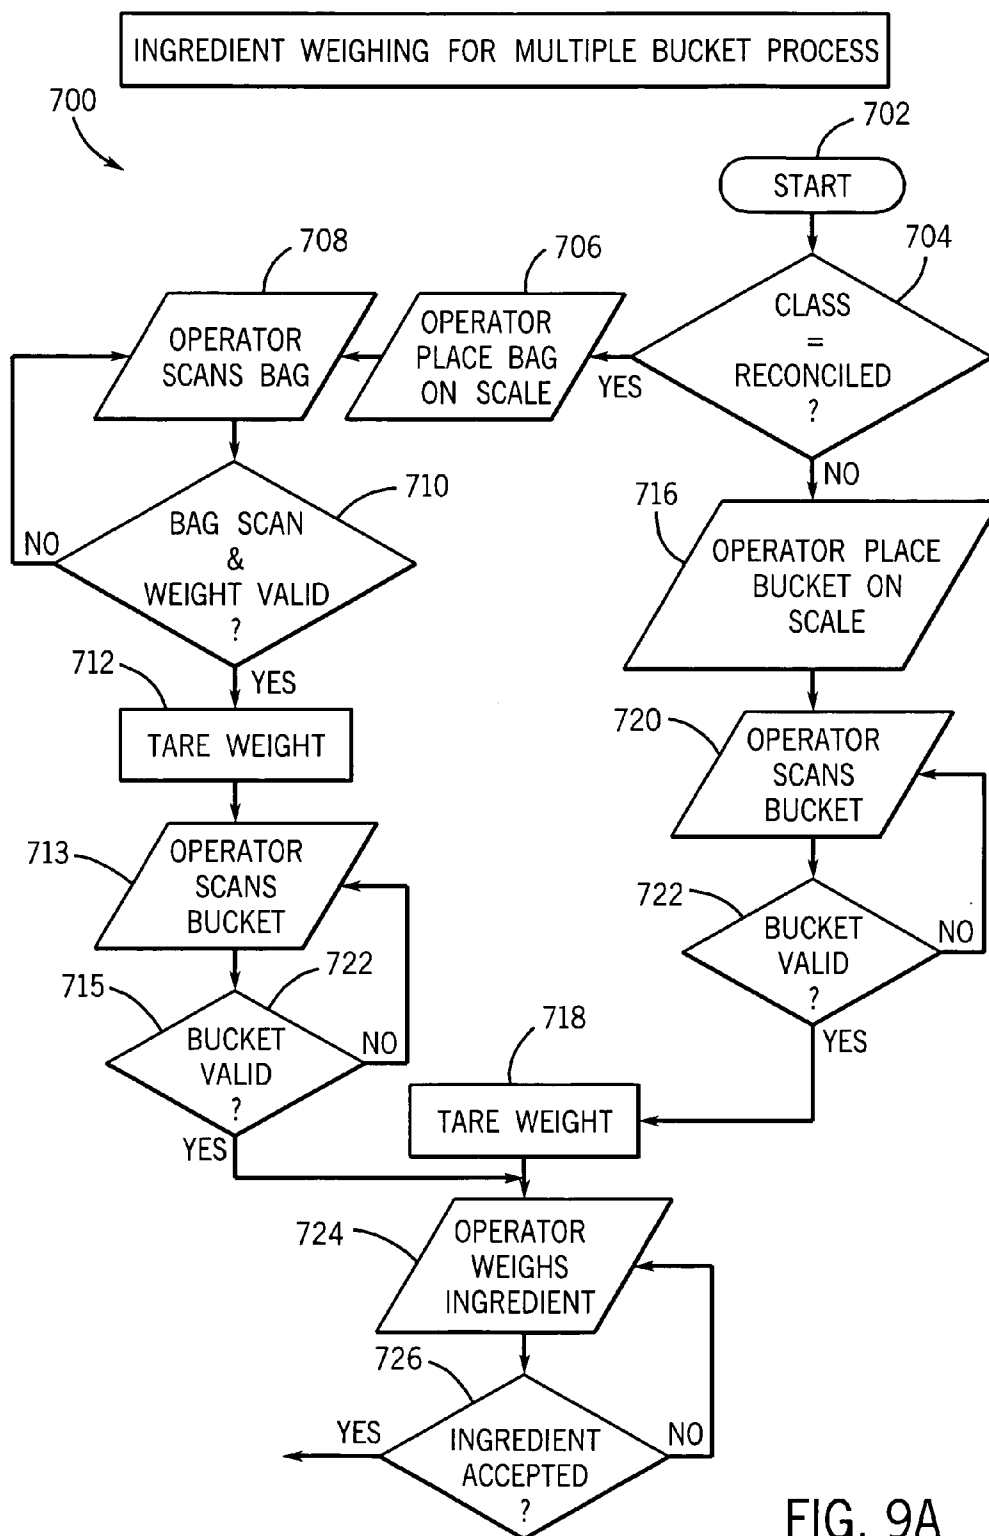 INGREDIENT WEIGHING FOR MULTIPLE BUCKET PROCESS
700
702
START
704
CLASS
=
RECONCILED
?
YES
NO
706
OPERATOR
PLACE BAG
ON SCALE
708
OPERATOR
SCANS BAG
710
BAG SCAN
&
WEIGHT VALID
?
NO
YES
712
TARE WEIGHT
713
OPERATOR
SCANS
BUCKET
715
722
BUCKET
VALID
?
NO
YES
716
OPERATOR PLACE
BUCKET ON
SCALE
720
OPERATOR
SCANS
BUCKET
722
BUCKET
VALID
?
NO
YES
718
TARE WEIGHT
724
OPERATOR
WEIGHS
INGREDIENT
726
INGREDIENT
ACCEPTED
?
YES
NO
FIG. 9A